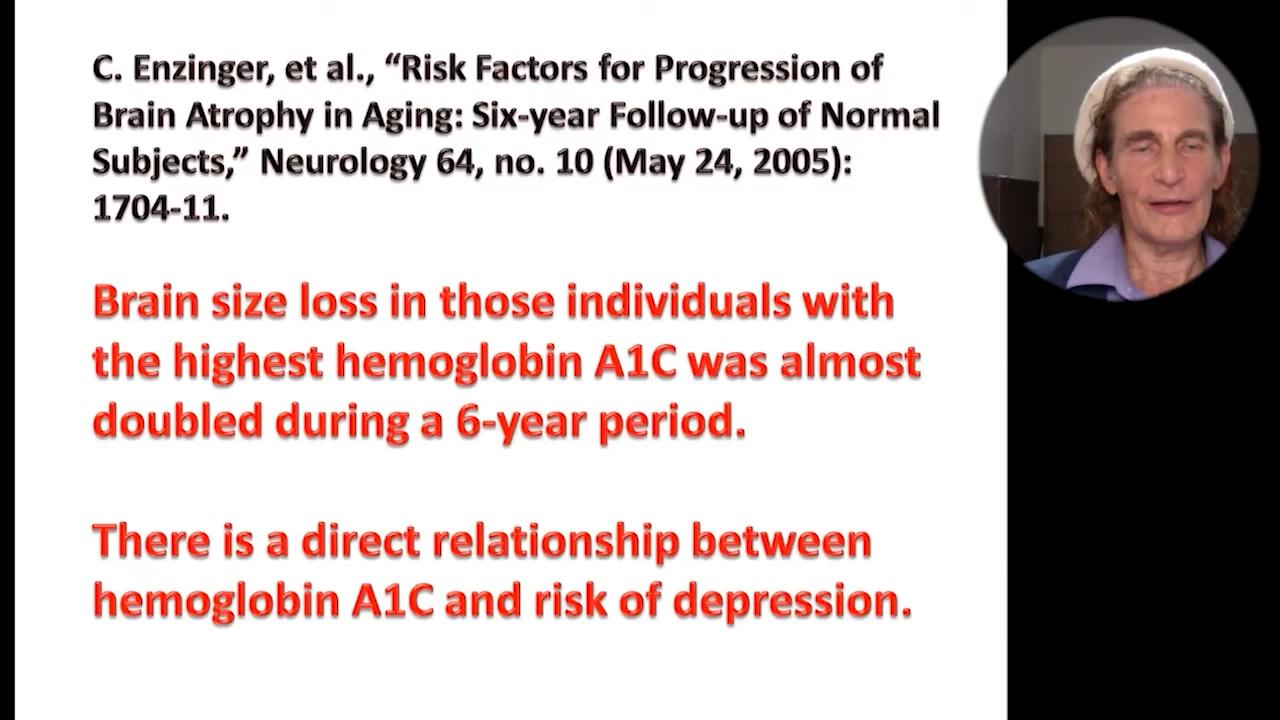 C. Enzinger, et al., “Risk Factors for Progression of
Brain Atrophy in Aging: Six-year Follow-up of Normal
Subjects,” Neurology 64, no. 10 (May 24, 2005):
1704-11.
Brain size loss in those individuals with
the highest hemoglobin A1C was almost
doubled during a 6-year period.
There is a direct relationship between
hemoglobin A1C and risk of depression.